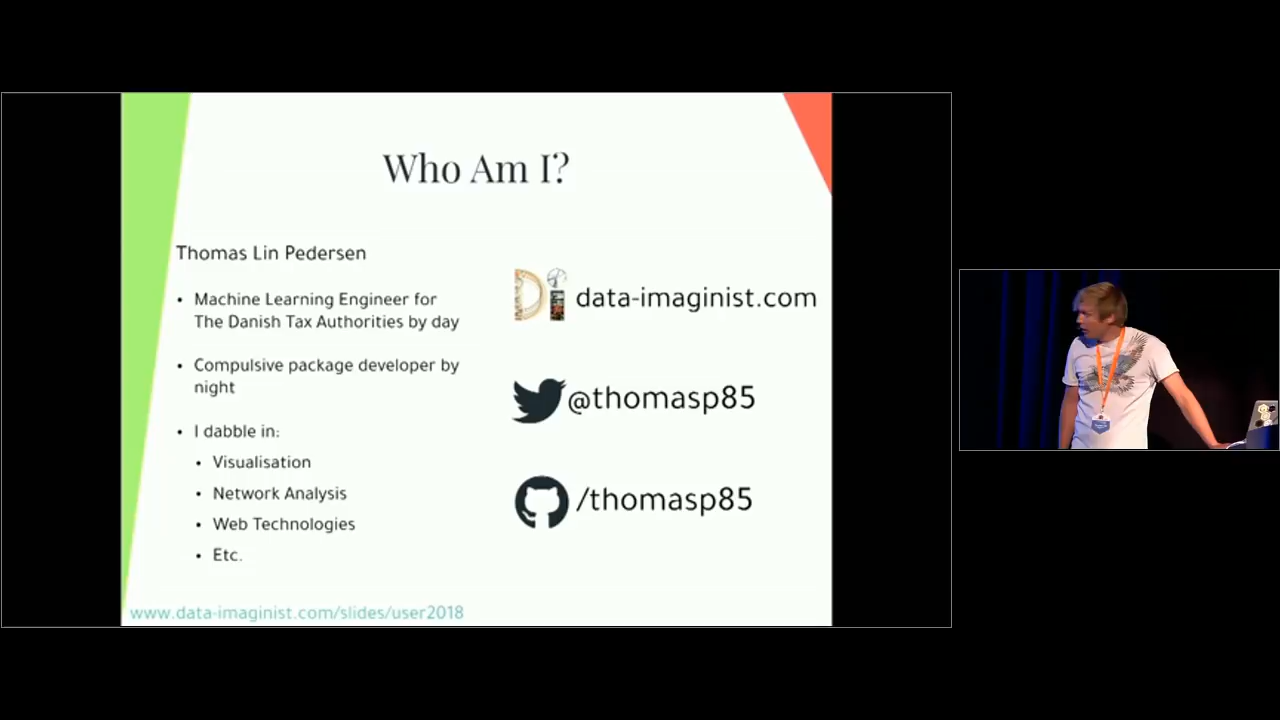 Who Am I?
Thomas Lin Pedersen
• Machine Learning Engineer for
The Danish Tax Authorities by day
• Compulsive package developer by
night
• I dabble in:
• Visualisation
• Network Analysis
• Web Technologies
• Etc.
data-imaginist.com
@thomasp85
/thomasp85
www.data-imaginist.com/slides/user2018